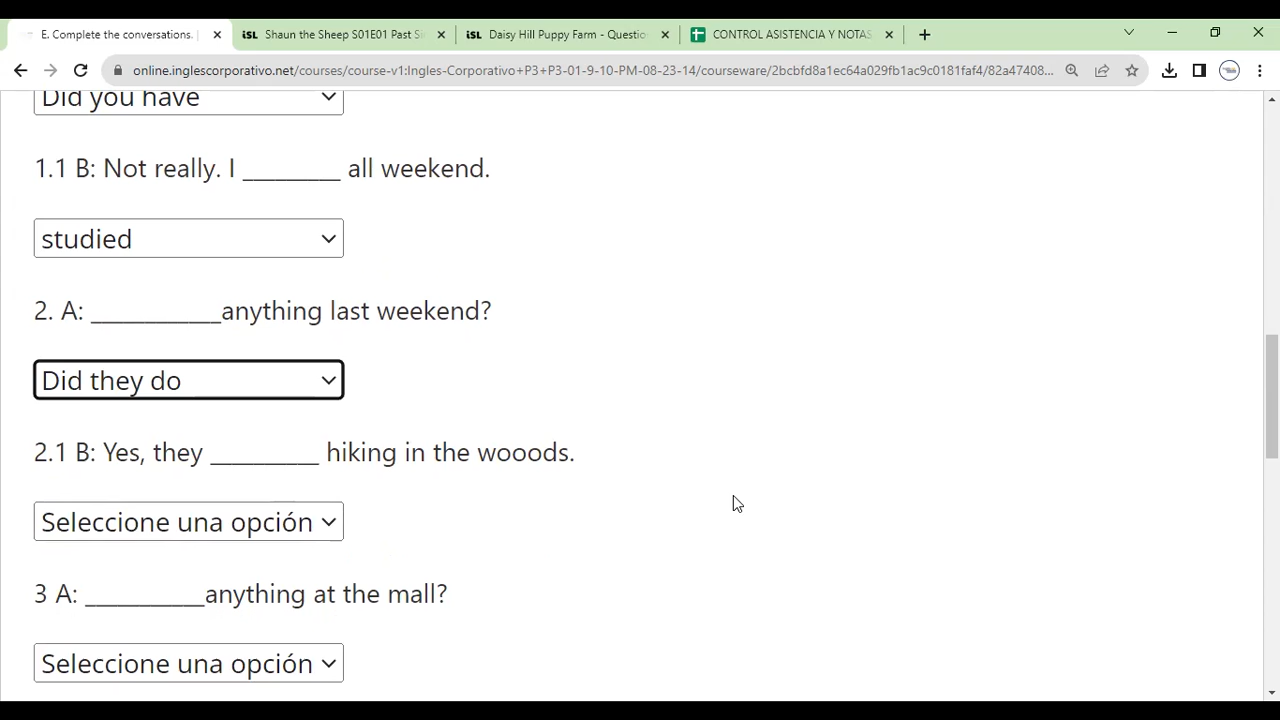 E. Complete the conversations. |
Shaun the Sheep S01E01 Past Si
Daisy Hill Puppy Farm - Questio
CONTROL ASISTENCIA Y NOTAS
online.inglescorporativo.net/courses/course-v1:Ingles-Corporativo+P3+P3-01-9-10-PM-08-23-14/courseware/2bcbfd8a1ec64a029fb1ac9c0181faf4/82a47408...
Did you have
1.1 B: Not really. I _________ all weekend.
studied
2. A: ____________anything last weekend?
Did they do
2.1 B: Yes, they __________ hiking in the wooods.
Seleccione una opción
3 A: ___________anything at the mall?
Seleccione una opción